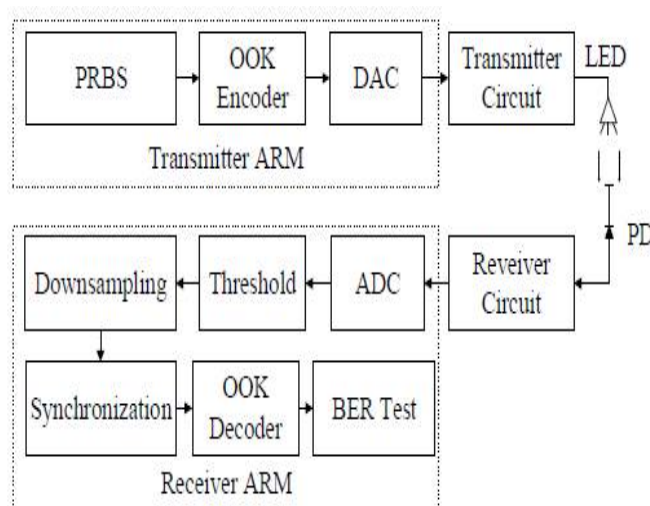 PRBS
OOK
Encoder
DAC
Transmitter
Circuit
LED
Transmitter ARM
PD
Downsampling
Threshold
ADC
Reveiver
Circuit
Synchronization
OOK
Decoder
BER Test
Receiver ARM